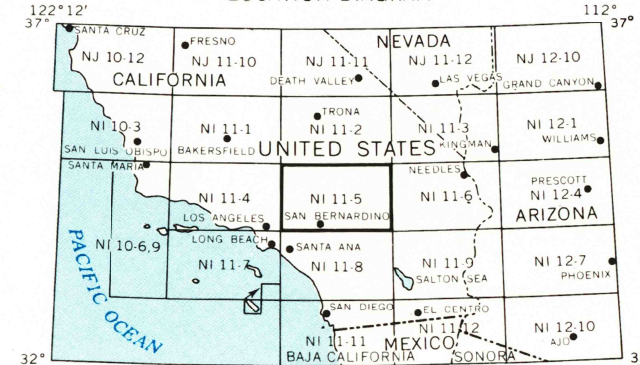 122°12'
112°
37°
37°
SANTA CRUZ
FRESNO
NEVADA
NJ 10-12
NJ 11-10
NJ 11-11
NJ 11-12
NJ 12-10
CALIFORNIA
DEATH VALLEY
LAS VEGAS
GRAND CANYON
TRONA
NI 10-3
NI 11-1
NI 11-2
NI 11-3
NI 12-1
SAN LUIS OBISPO
BAKERSFIELD
UNITED STATES
KINGMAN
WILLIAMS
SANTA MARIA
NEEDLES
PRESCOTT
NI 11-4
NI 11-5
NI 11-6
NI 12-4
LOS ANGELES
SAN BERNARDINO
ARIZONA
LONG BEACH
SANTA ANA
NI 10-6,9
NI 11-7
NI 11-8
NI 11-9
NI 12-7
SALTON SEA
PHOENIX
PACIFIC OCEAN
SAN DIEGO
EL CENTRO
NI 11-11
MEXICO
NI 11-12
NI 12-10
AJO
32°
BAJA CALIFORNIA
SONORA
3